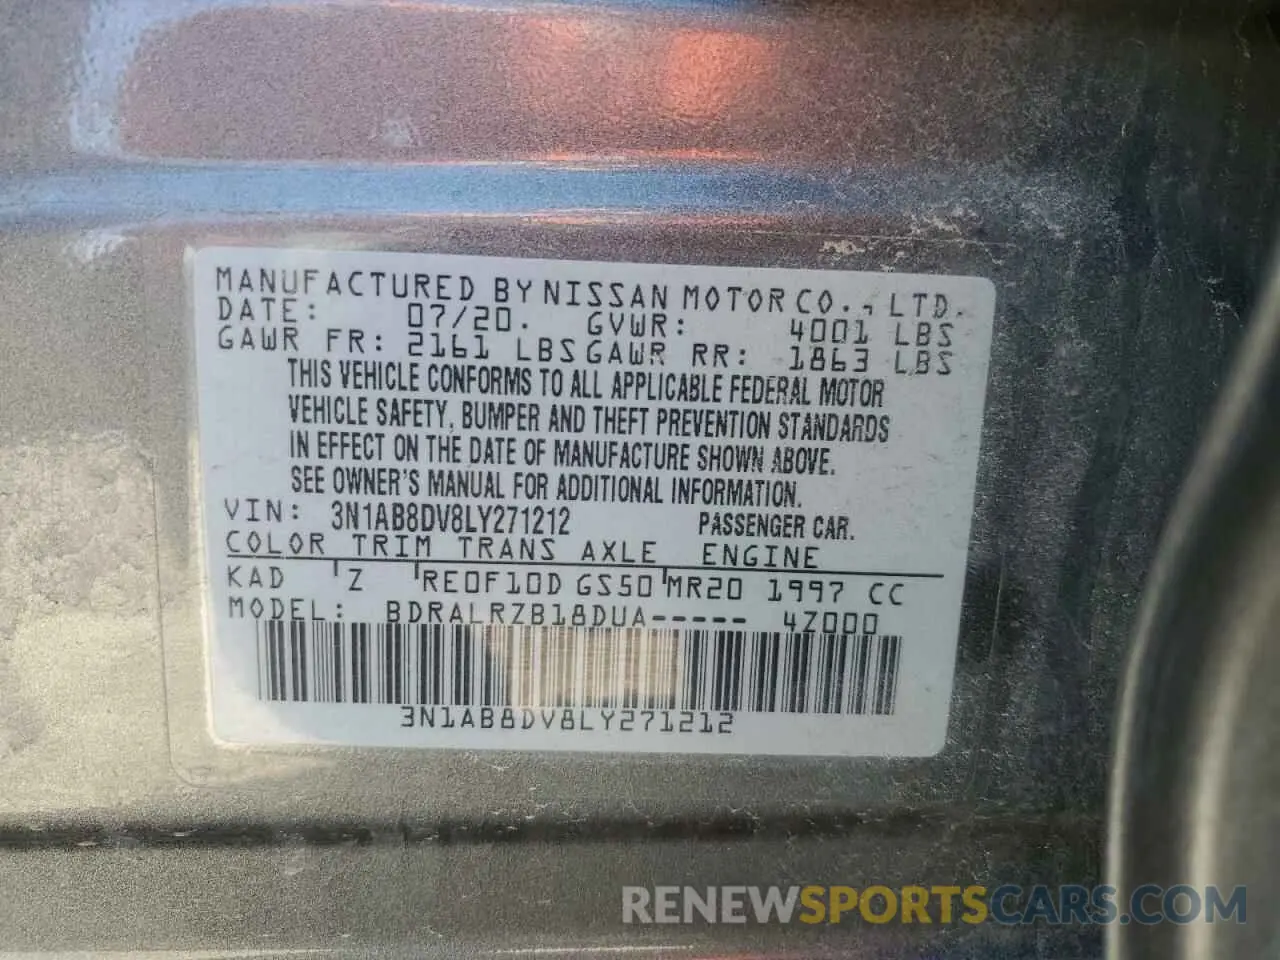 MANUFACTURED BY NISSAN MOTOR CO., LTD.
DATE: 07/20. GVWR: 4001 LBS
GAWR FR: 2161 LBS GAWR RR: 1863 LBS
THIS VEHICLE CONFORMS TO ALL APPLICABLE FEDERAL MOTOR
VEHICLE SAFETY, BUMPER AND THEFT PREVENTION STANDARDS
IN EFFECT ON THE DATE OF MANUFACTURE SHOWN ABOVE.
SEE OWNER'S MANUAL FOR ADDITIONAL INFORMATION.
VIN: 3N1AB8DV8LY271212 PASSENGER CAR.
COLOR TRIM TRANS AXLE ENGINE
KAD Z RE0F10D GS50 MR20 1997 CC
MODEL: BDRALRZB18DUA----- 4Z000
3N1AB8DV8LY271212
RENEWSPORTSCARS.COM